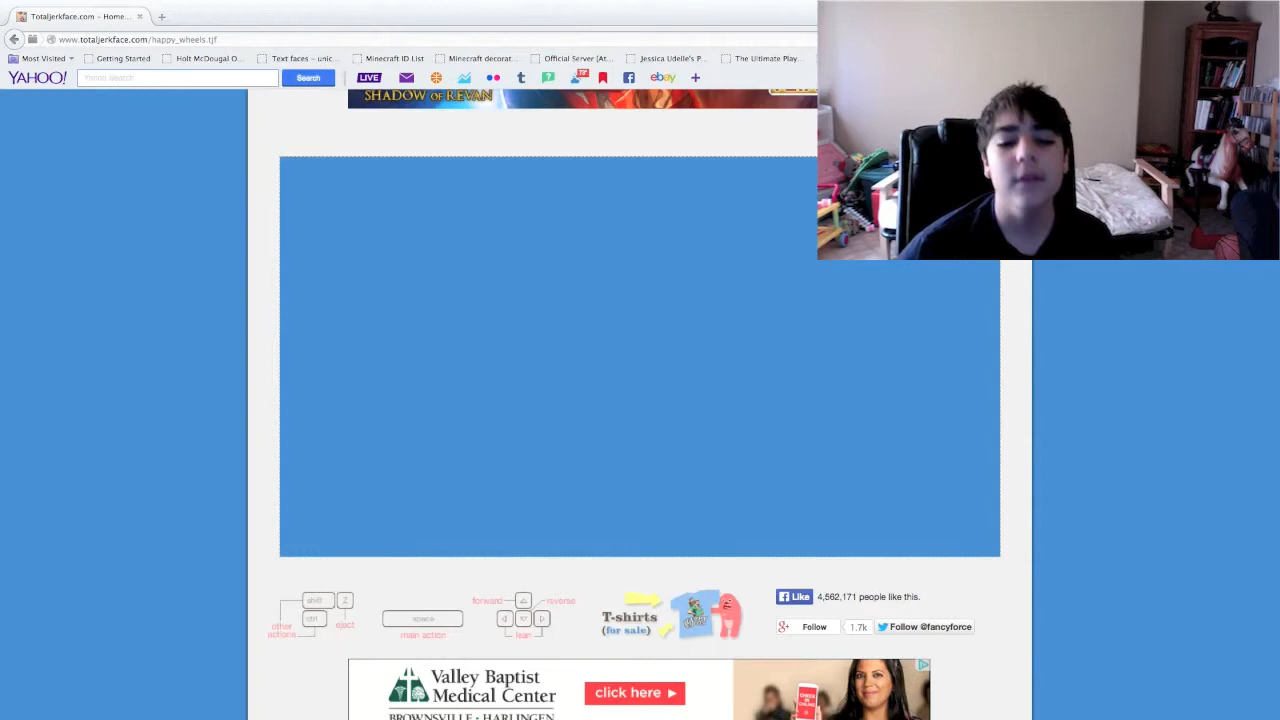 Totaljerkface.com – Home...
www.totaljerkface.com/happy_wheels.tjf
Most Visited Getting Started Holt McDougal O... Text faces – unic... Minecraft ID List Minecraft decorat... Official Server [At... Jessica Udelle's P... The Ultimate Play...
YAHOO! Yahoo Search Search LIVE ebay
SHADOW OF REVAN
shift Z
ctrl
eject
other
actions
space
main action
forward reverse
lean
T-shirts
(for sale)
Like 4,562,171 people like this.
Follow 1.7k Follow @fancyforce
Valley Baptist
Medical Center
BROWNSVILLE • HARLINGEN
click here